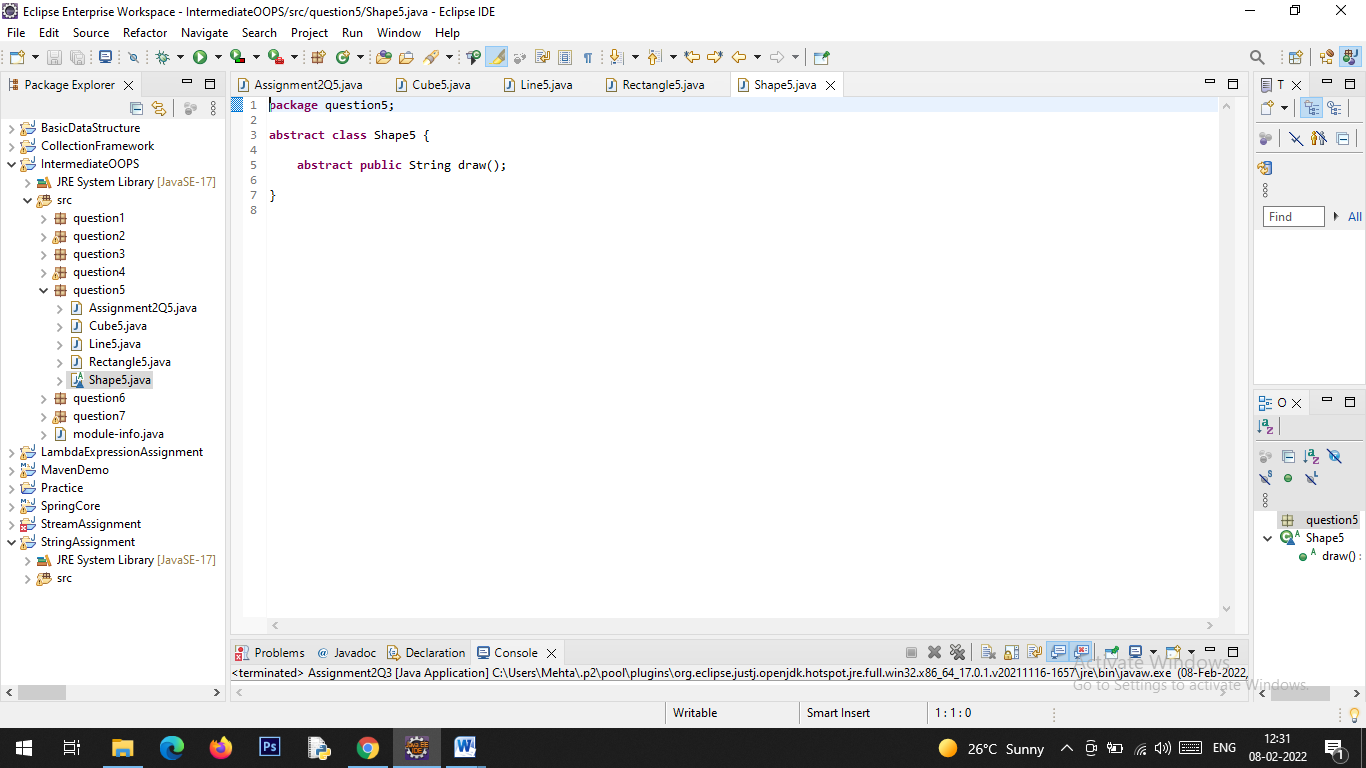 Eclipse Enterprise Workspace - IntermediateOOPS/src/question5/Shape5.java - Eclipse IDE
File Edit Source Refactor Navigate Search Project Run Window Help
Package Explorer
BasicDataStructure
CollectionFramework
IntermediateOOPS
JRE System Library [JavaSE-17]
src
question1
question2
question3
question4
question5
Assignment2Q5.java
Cube5.java
Line5.java
Rectangle5.java
Shape5.java
question6
question7
module-info.java
LambdaExpressionAssignment
MavenDemo
Practice
SpringCore
StreamAssignment
StringAssignment
JRE System Library [JavaSE-17]
src
Assignment2Q5.java Cube5.java Line5.java Rectangle5.java Shape5.java
1 package question5;
2
3 abstract class Shape5 {
4
5 abstract public String draw();
6
7 }
8
T
Find All
O
question5
Shape5
draw() :
Problems @ Javadoc Declaration Console
<terminated> Assignment2Q3 [Java Application] C:\Users\Mehta\.p2\pool\plugins\org.eclipse.justj.openjdk.hotspot.jre.full.win32.x86_64_17.0.1.v20211116-1657\jre\bin\javaw.exe (08-Feb-2022,
Activate Windows
Go to Settings to activate Windows.
Writable Smart Insert 1 : 1 : 0
Ps
W
26°C Sunny
ENG
12:31
08-02-2022
1